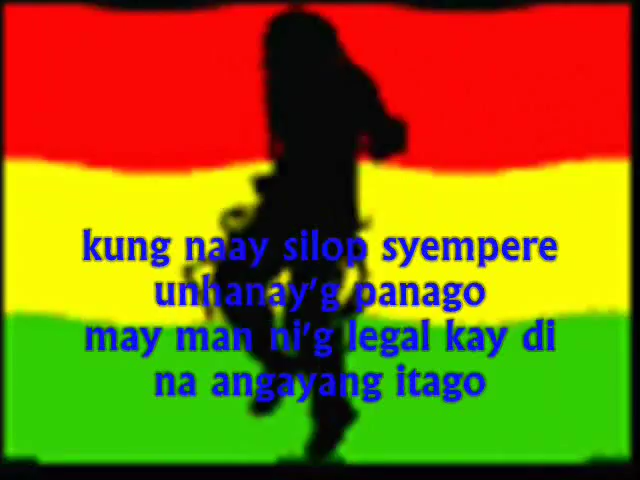 kung naay silop syempere
unhanay'g panago
may man ni'g legal kay di
na angayang itago